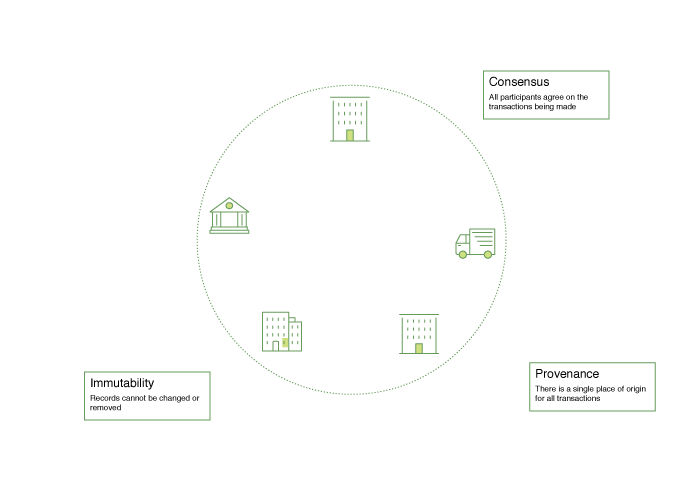 Consensus
All participants agree on the
transactions being made
Immutability
Records cannot be changed or
removed
Provenance
There is a single place of origin
for all transactions